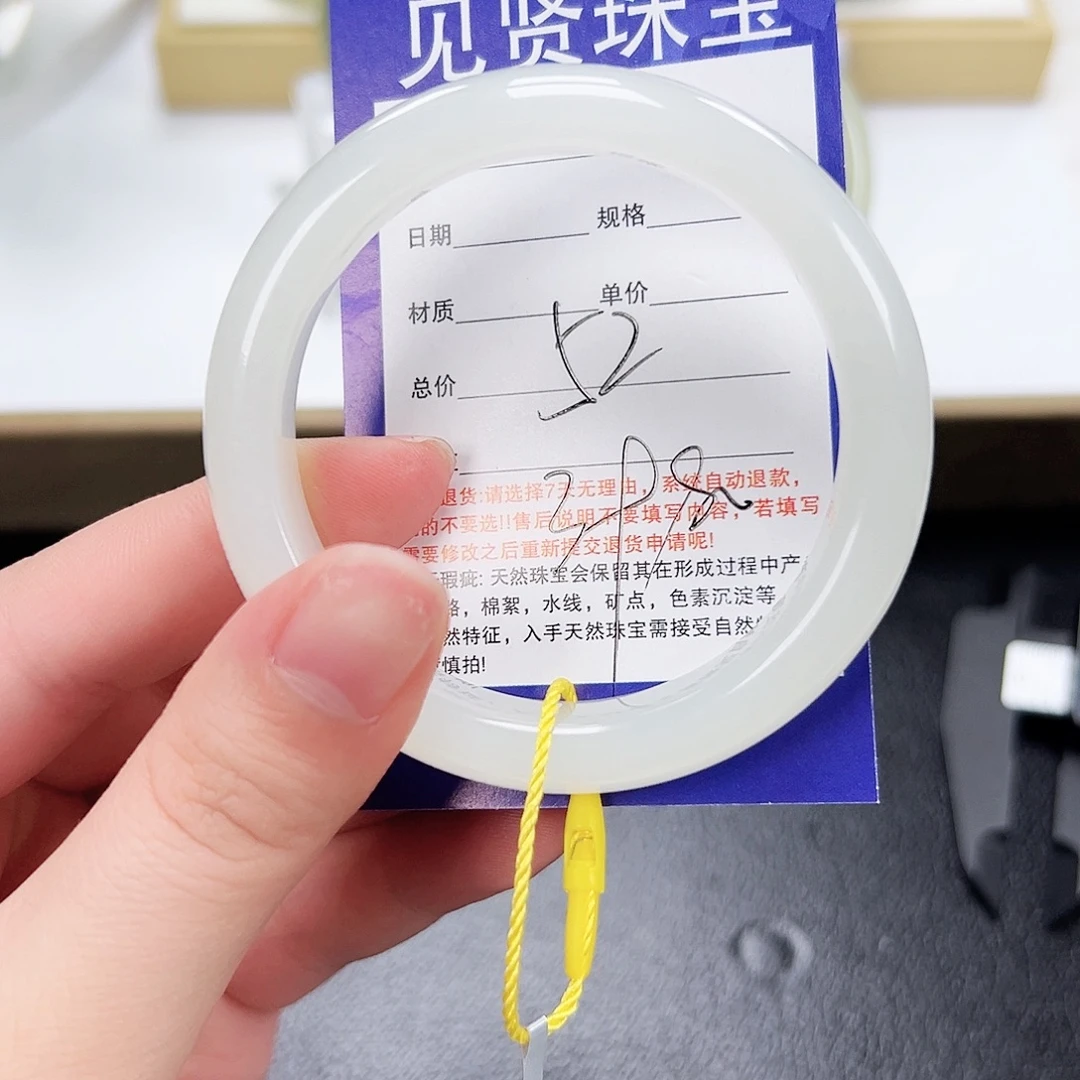 见贤珠宝
日期 规格
材质 单价
总价
退货:请选择7天无理由,系统自动退款,
的不要选!!售后说明不要填写内容,若填写
需要修改之后重新提交退货申请呢!
瑕疵:天然珠宝会保留其在形成过程中产
,棉絮,水线,矿点,色素沉淀等
然特征,入手天然珠宝需接受自然
慎拍!